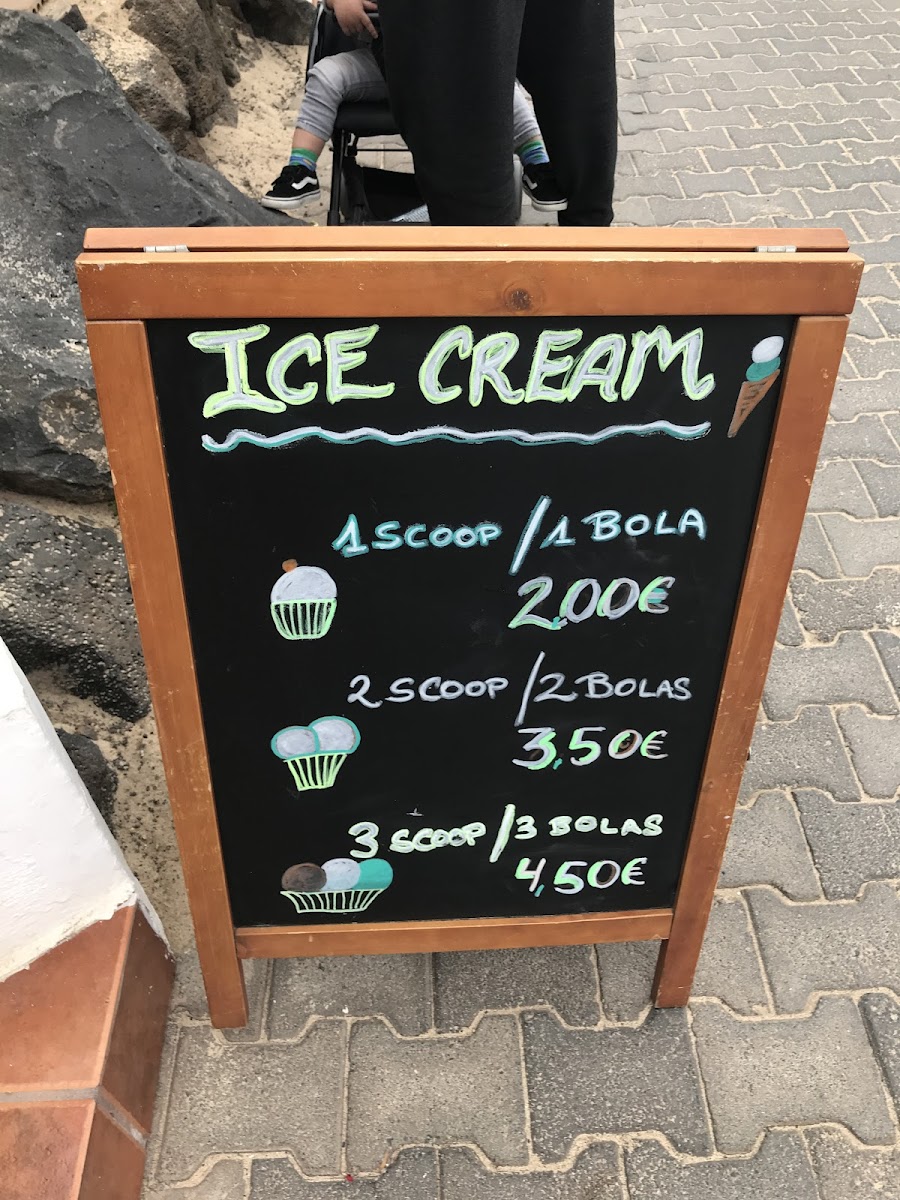 ICE CREAM
1 SCOOP / 1 BOLA
2,00€
2 SCOOP / 2 BOLAS
3,50€
3 SCOOP / 3 BOLAS
4,50€